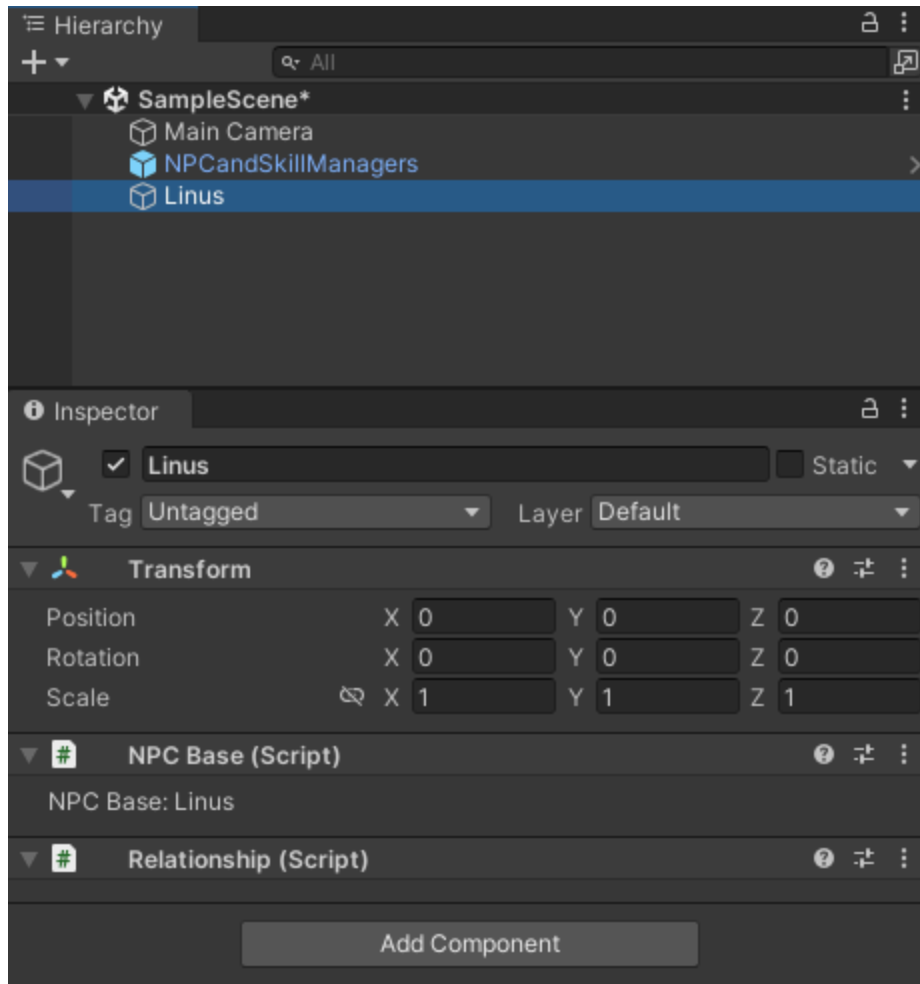 Hierarchy
All
SampleScene*
Main Camera
NPCandSkillManagers
Linus
Inspector
Linus Static
Tag Untagged Layer Default
Transform
Position X 0 Y 0 Z 0
Rotation X 0 Y 0 Z 0
Scale X 1 Y 1 Z 1
# NPC Base (Script)
NPC Base: Linus
# Relationship (Script)
Add Component